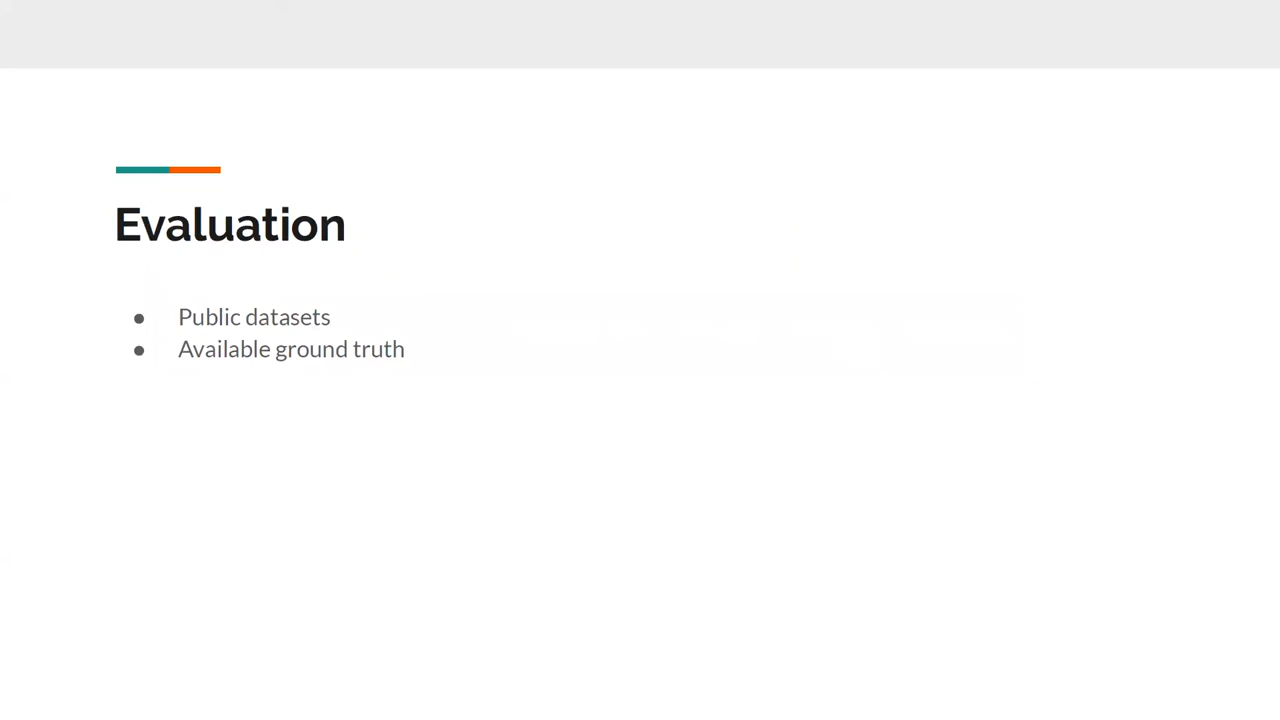 Evaluation
● Public datasets
● Available ground truth